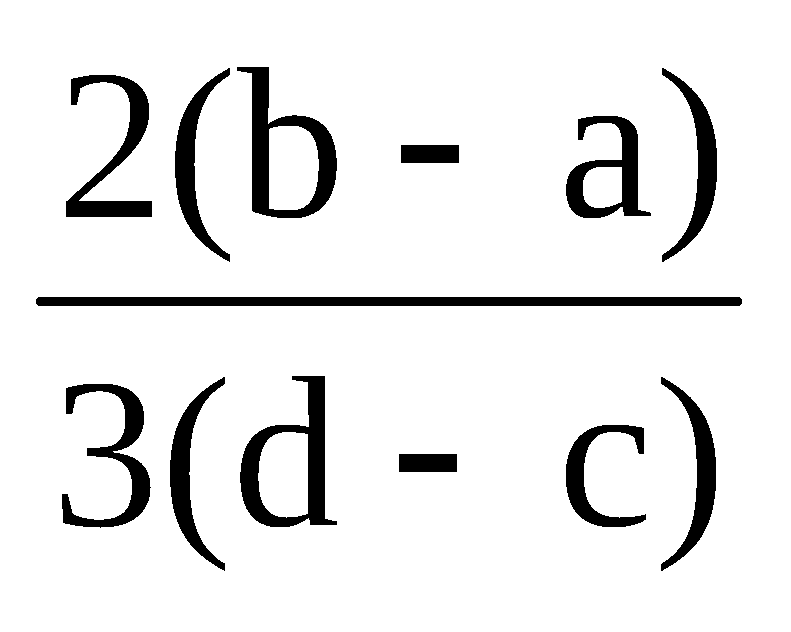 2(b - a)
3(d - c)